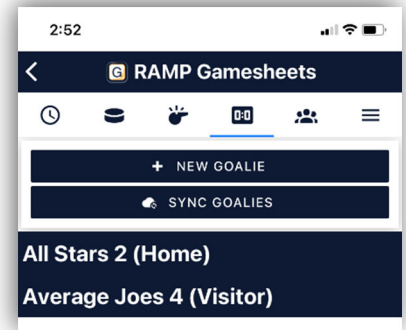 2:52
G RAMP Gamesheets
0:0
+ NEW GOALIE
SYNC GOALIES
All Stars 2 (Home)
Average Joes 4 (Visitor)